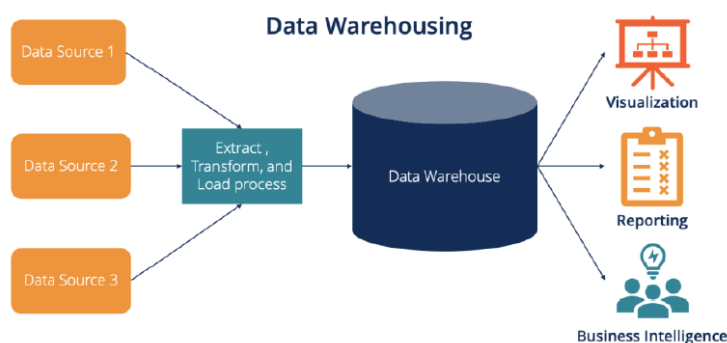 Data Warehousing
Data Source 1
Data Source 2
Data Source 3
Extract ,
Transform, and
Load process
Data Warehouse
Visualization
Reporting
Business Intelligence